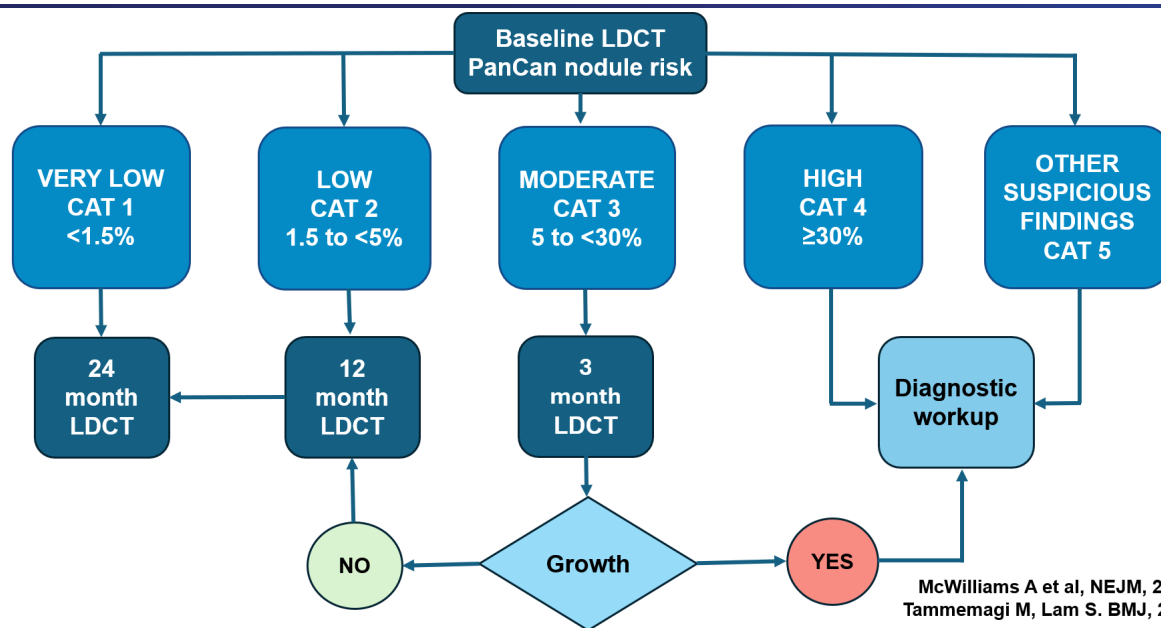 Baseline LDCT
PanCan nodule risk
VERY LOW
CAT 1
<1.5%
LOW
CAT 2
1.5 to <5%
MODERATE
CAT 3
5 to <30%
HIGH
CAT 4
≥30%
OTHER
SUSPICIOUS
FINDINGS
CAT 5
24
month
LDCT
12
month
LDCT
3
month
LDCT
Diagnostic
workup
NO
Growth
YES
McWilliams A et al, NEJM, 2
Tammemagi M, Lam S. BMJ, 2